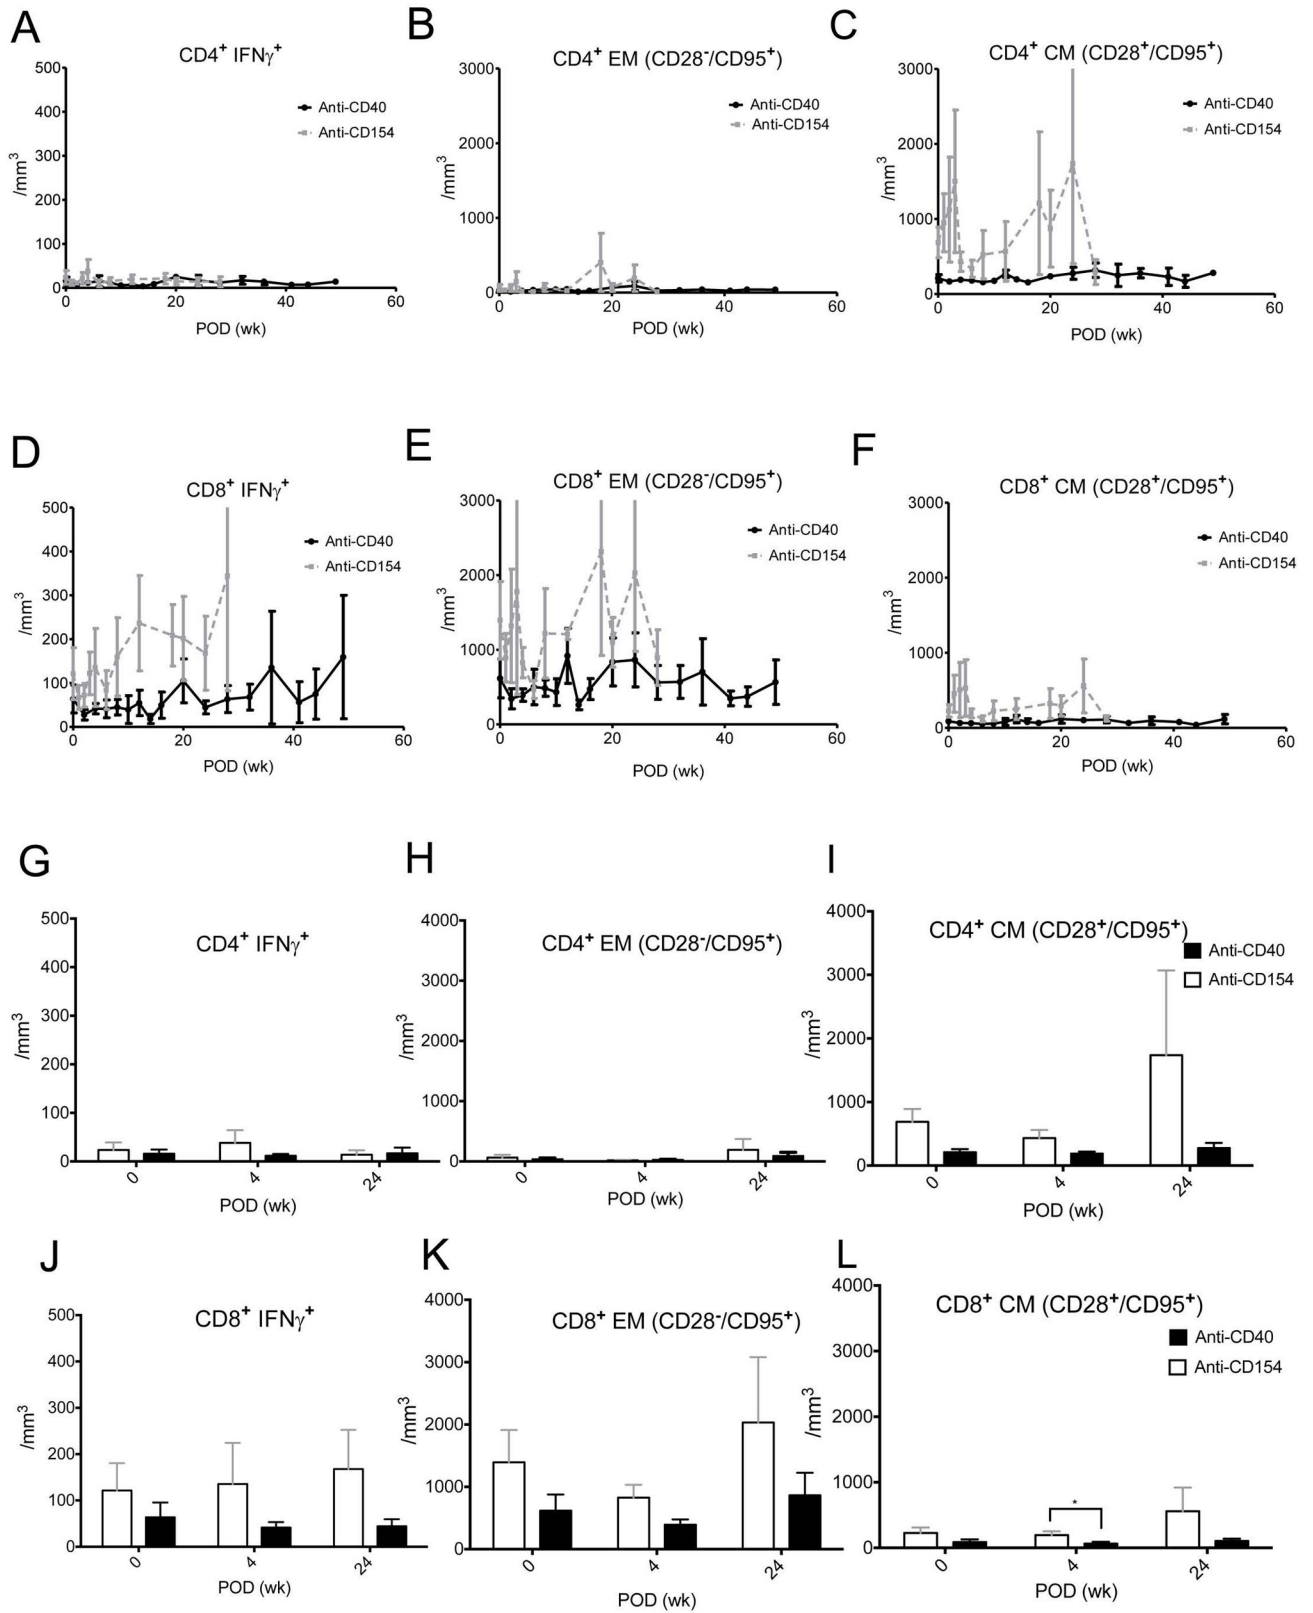 A
CD4⁺ IFNγ⁺
500
400
300
200
100
0
/mm³
0 20 40 60
POD (wk)
Anti-CD40
Anti-CD154
B
CD4⁺ EM (CD28⁻/CD95⁺)
3000
2000
1000
0
/mm³
0 20 40 60
POD (wk)
Anti-CD40
Anti-CD154
C
CD4⁺ CM (CD28⁺/CD95⁺)
3000
2000
1000
0
/mm³
0 20 40 60
POD (wk)
Anti-CD40
Anti-CD154
D
CD8⁺ IFNγ⁺
500
400
300
200
100
0
/mm³
0 20 40 60
POD (wk)
Anti-CD40
Anti-CD154
E
CD8⁺ EM (CD28⁻/CD95⁺)
3000
2000
1000
0
/mm³
0 20 40 60
POD (wk)
Anti-CD40
Anti-CD154
F
CD8⁺ CM (CD28⁺/CD95⁺)
3000
2000
1000
0
/mm³
0 20 40 60
POD (wk)
Anti-CD40
Anti-CD154
G
CD4⁺ IFNγ⁺
500
400
300
200
100
0
/mm³
0 4 24
POD (wk)
H
CD4⁺ EM (CD28⁻/CD95⁺)
4000
3000
2000
1000
0
/mm³
0 4 24
POD (wk)
I
CD4⁺ CM (CD28⁺/CD95⁺)
4000
3000
2000
1000
0
/mm³
0 4 24
POD (wk)
Anti-CD40
Anti-CD154
J
CD8⁺ IFNγ⁺
500
400
300
200
100
0
/mm³
0 4 24
POD (wk)
K
CD8⁺ EM (CD28⁻/CD95⁺)
4000
3000
2000
1000
0
/mm³
0 4 24
POD (wk)
L
CD8⁺ CM (CD28⁺/CD95⁺)
4000
3000
2000
1000
0
/mm³
*
0 4 24
POD (wk)
Anti-CD40
Anti-CD154